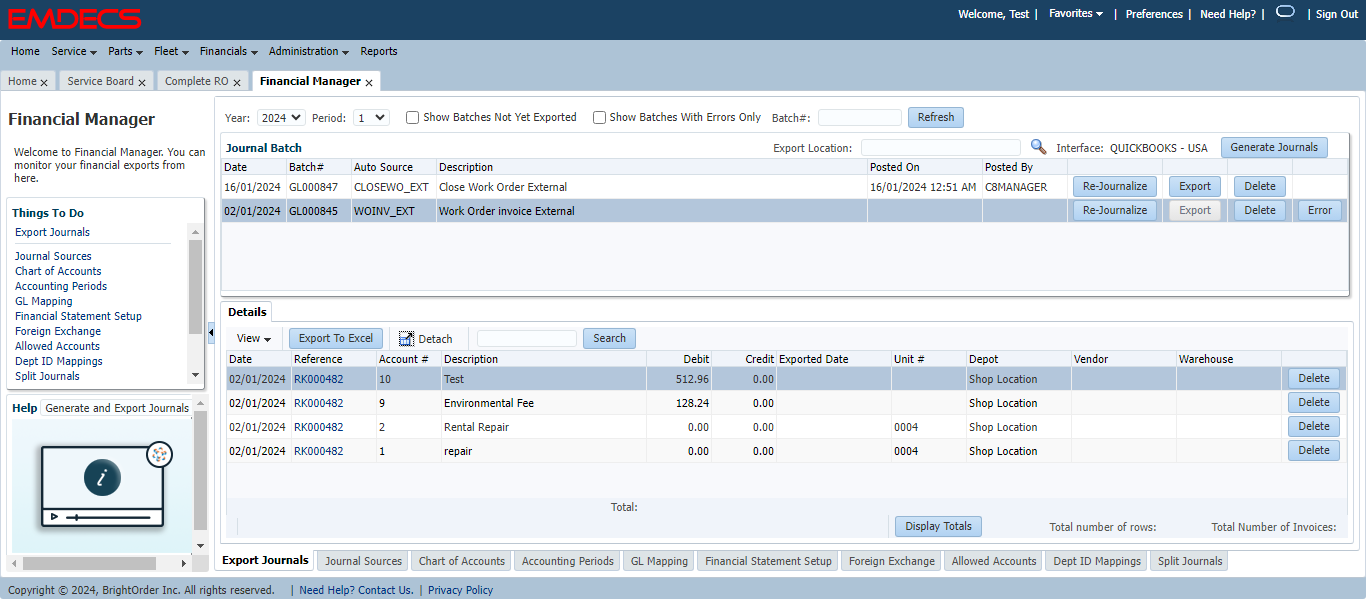 EMDECS
Welcome, Test | Favorites | Preferences | Need Help? | | Sign Out
Home Service Parts Fleet Financials Administration Reports
Home Service Board Complete RO Financial Manager
Financial Manager
Welcome to Financial Manager. You can
monitor your financial exports from
here.
Things To Do
Export Journals
Journal Sources
Chart of Accounts
Accounting Periods
GL Mapping
Financial Statement Setup
Foreign Exchange
Allowed Accounts
Dept ID Mappings
Split Journals
Help Generate and Export Journals
i
Year: 2024 Period: 1 Show Batches Not Yet Exported Show Batches With Errors Only Batch#: Refresh
Journal Batch Export Location: Interface: QUICKBOOKS - USA Generate Journals
Date Batch# Auto Source Description Posted On Posted By
16/01/2024 GL000847 CLOSEWO_EXT Close Work Order External 16/01/2024 12:51 AM C8MANAGER Re-Journalize Export Delete
02/01/2024 GL000845 WOINV_EXT Work Order invoice External Re-Journalize Export Delete Error
Details
View Export To Excel Detach Search
Date Reference Account # Description Debit Credit Exported Date Unit # Depot Vendor Warehouse
02/01/2024 RK000482 10 Test 512.96 0.00 Shop Location Delete
02/01/2024 RK000482 9 Environmental Fee 128.24 0.00 Shop Location Delete
02/01/2024 RK000482 2 Rental Repair 0.00 0.00 0004 Shop Location Delete
02/01/2024 RK000482 1 repair 0.00 0.00 0004 Shop Location Delete
Total:
Display Totals Total number of rows: Total Number of Invoices:
Export Journals Journal Sources Chart of Accounts Accounting Periods GL Mapping Financial Statement Setup Foreign Exchange Allowed Accounts Dept ID Mappings Split Journals
Copyright © 2024, BrightOrder Inc. All rights reserved. | Need Help? Contact Us. | Privacy Policy